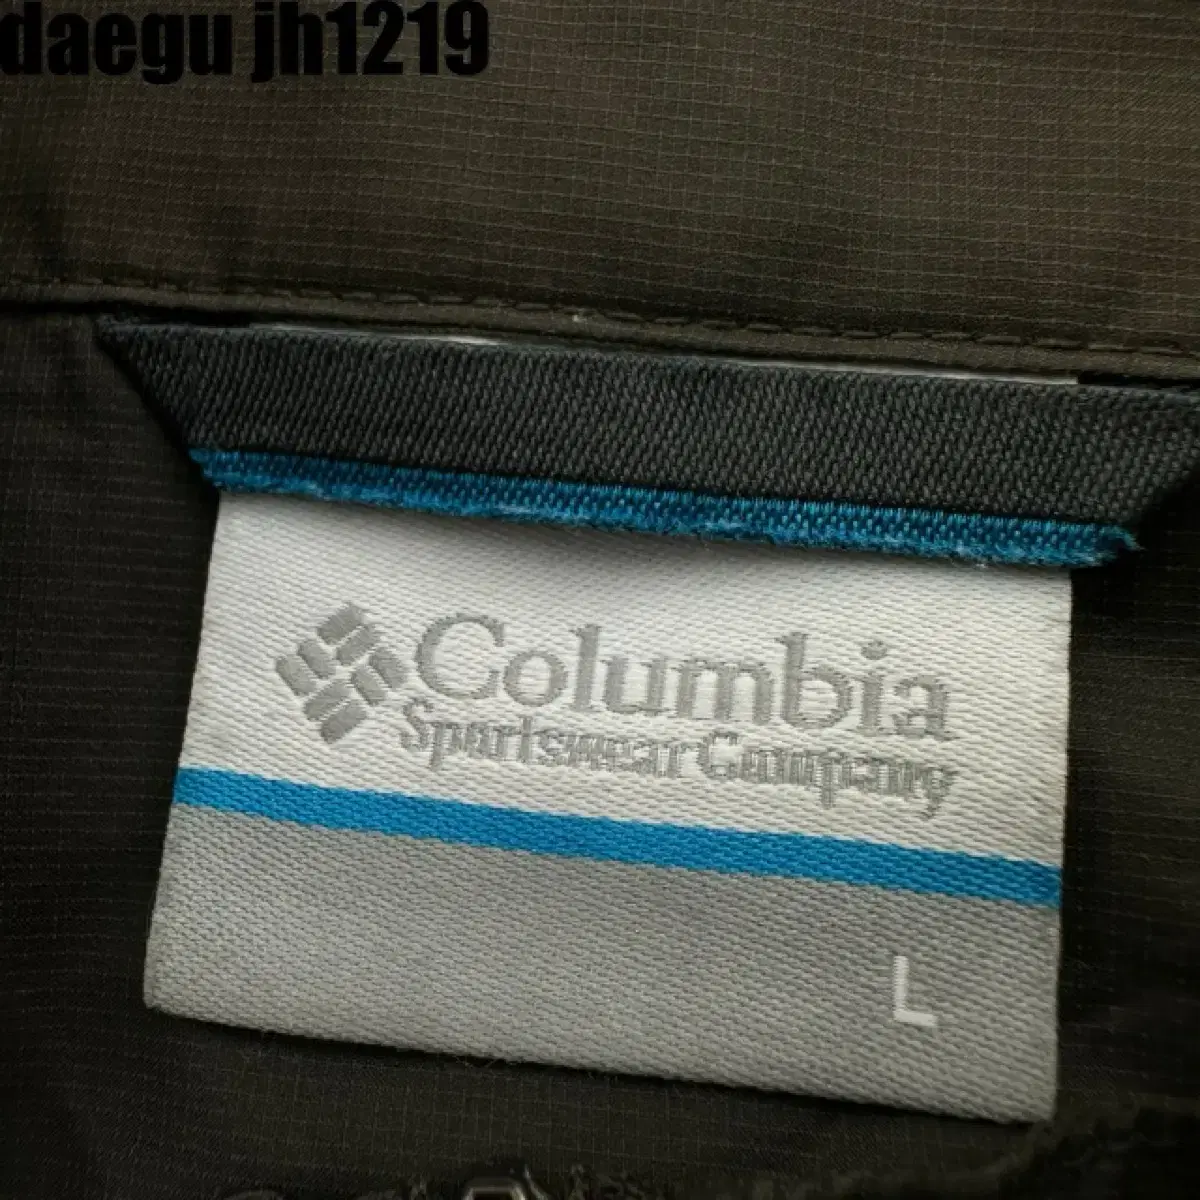 daegu jh1219
Columbia
Sportswear Company
L